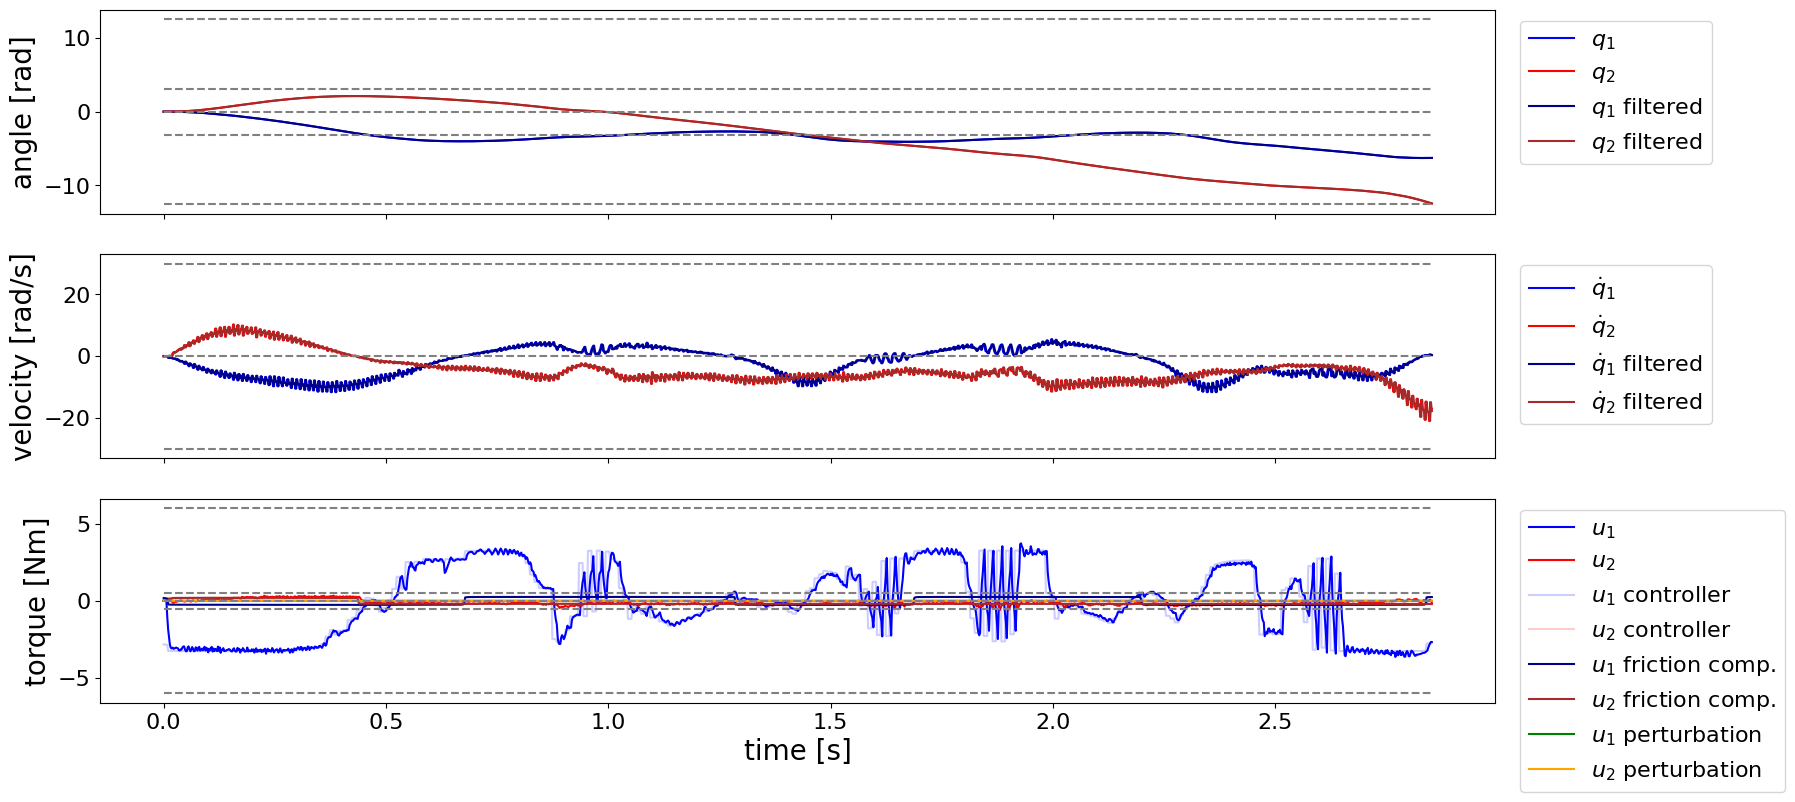 angle [rad]
10
0
−10
q₁
q₂
q₁ filtered
q₂ filtered
velocity [rad/s]
20
0
−20
q̇₁
q̇₂
q̇₁ filtered
q̇₂ filtered
torque [Nm]
5
0
−5
0.0 0.5 1.0 1.5 2.0 2.5
time [s]
u₁
u₂
u₁ controller
u₂ controller
u₁ friction comp.
u₂ friction comp.
u₁ perturbation
u₂ perturbation